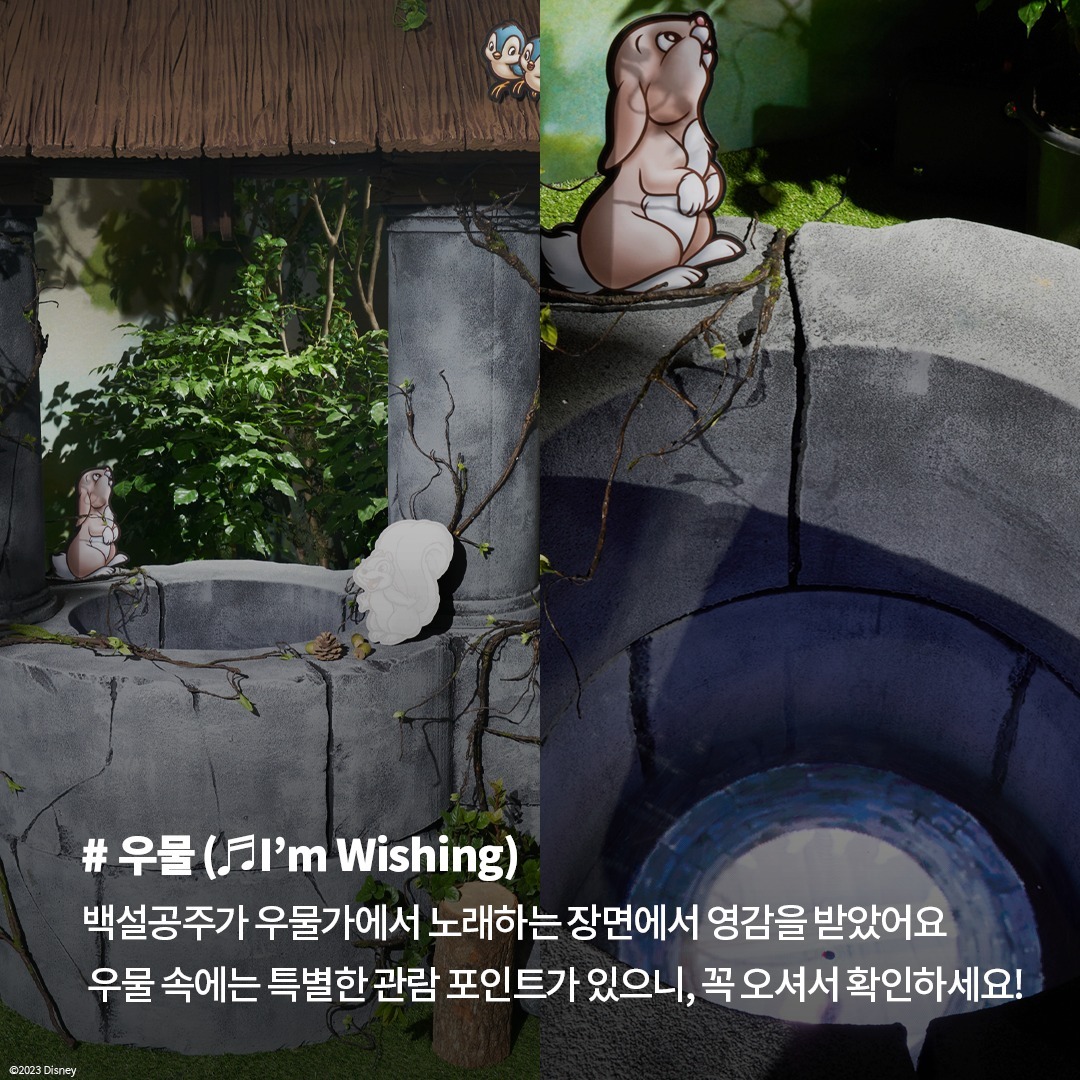 # 우물 (🎵I’m Wishing)
백설공주가 우물가에서 노래하는 장면에서 영감을 받았어요
우물 속에는 특별한 관람 포인트가 있으니, 꼭 오셔서 확인하세요!
©2023 Disney